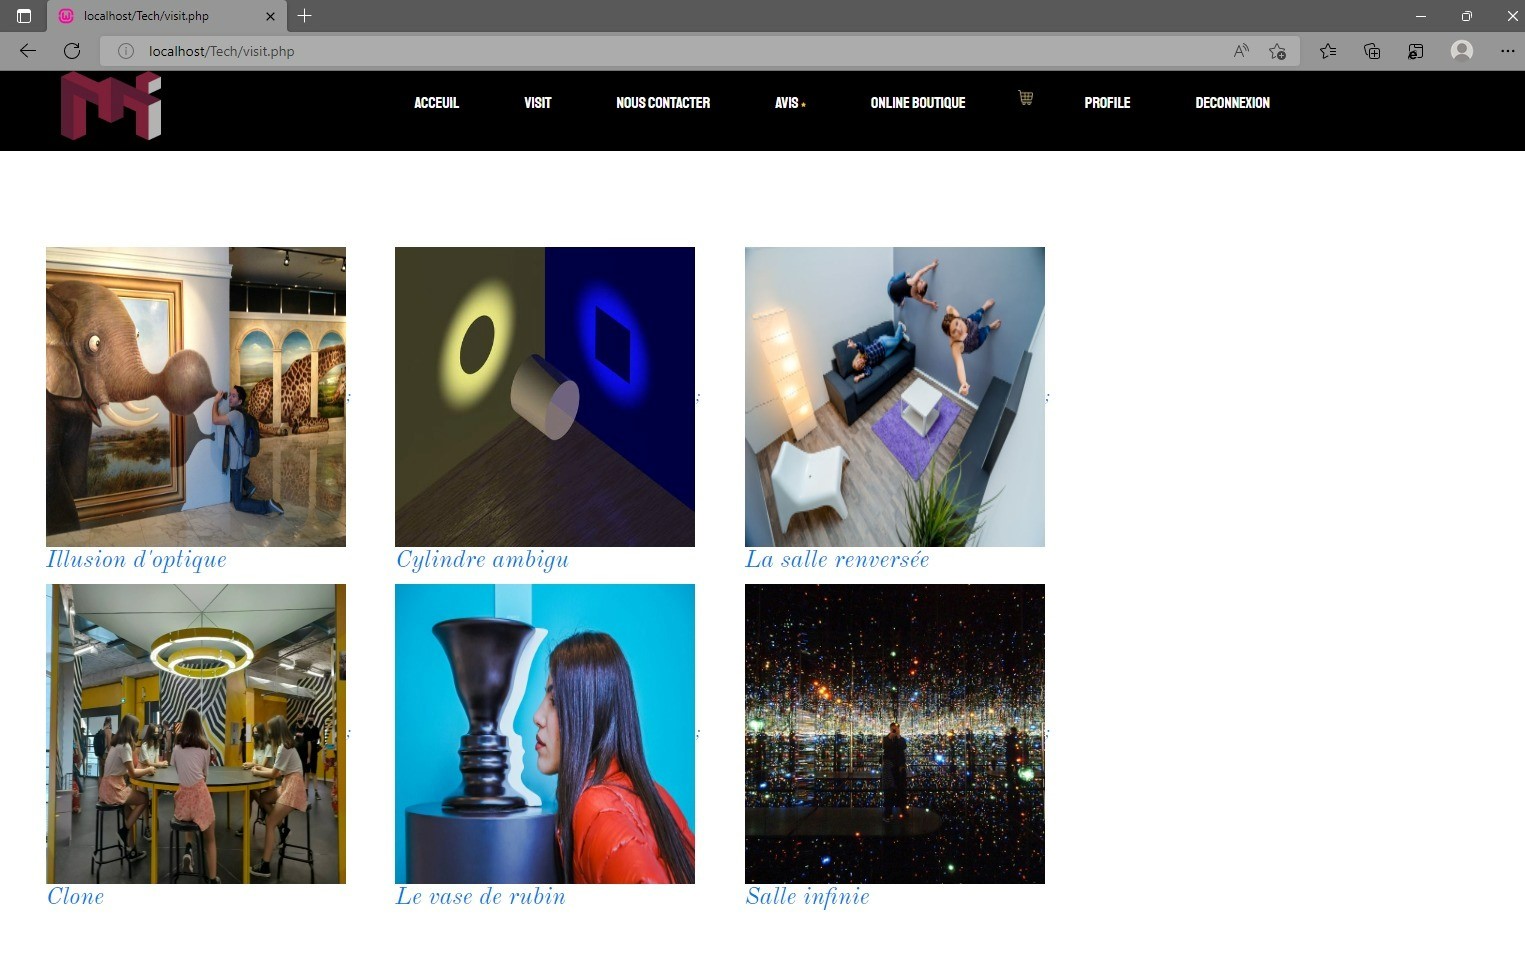 localhost/Tech/visit.php
localhost/Tech/visit.php
ACCEUIL VISIT NOUS CONTACTER AVIS ONLINE BOUTIQUE PROFILE DECONNEXION
; ; ;
Illusion d'optique Cylindre ambigu La salle renversée
; ; ;
Clone Le vase de rubin Salle infinie